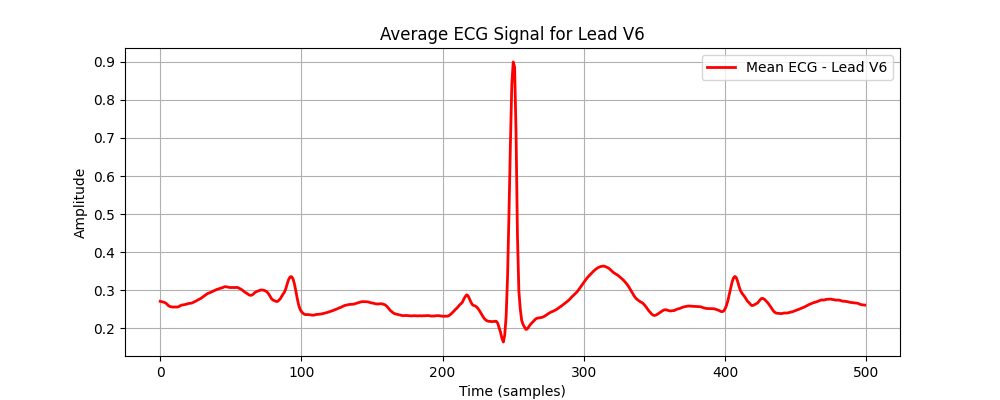 Average ECG Signal for Lead V6
Mean ECG - Lead V6
Amplitude
0.9
0.8
0.7
0.6
0.5
0.4
0.3
0.2
0 100 200 300 400 500
Time (samples)